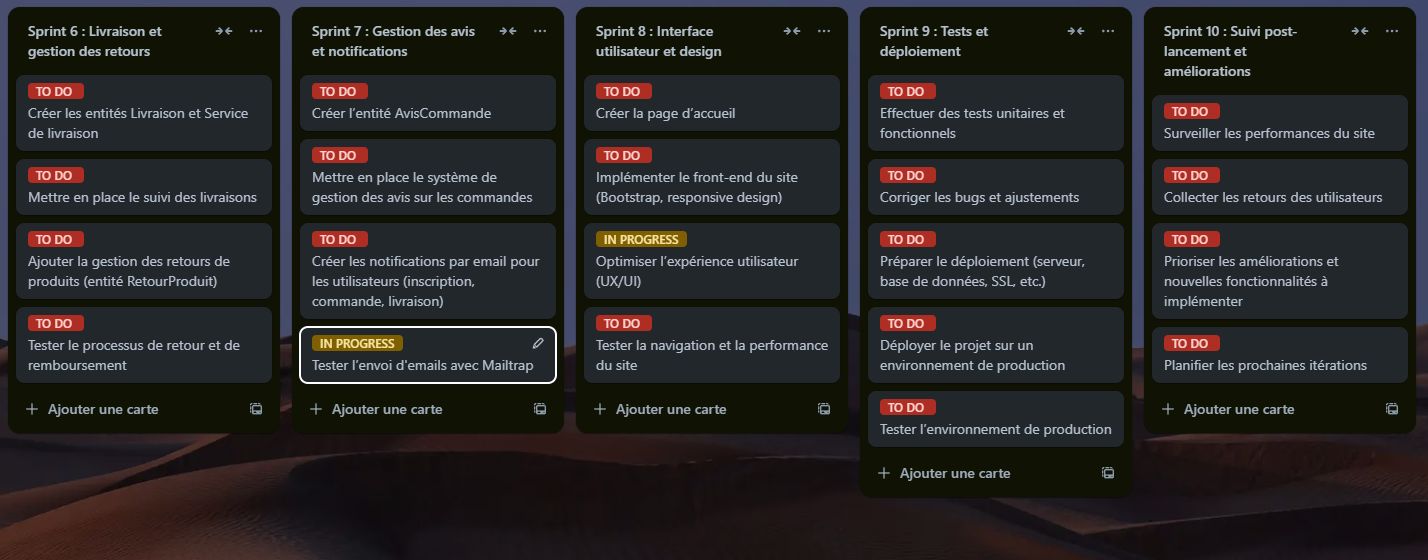 Sprint 6 : Livraison et
gestion des retours
TO DO
Créer les entités Livraison et Service
de livraison
TO DO
Mettre en place le suivi des livraisons
TO DO
Ajouter la gestion des retours de
produits (entité RetourProduit)
TO DO
Tester le processus de retour et de
remboursement
Ajouter une carte
Sprint 7 : Gestion des avis
et notifications
TO DO
Créer l’entité AvisCommande
TO DO
Mettre en place le système de
gestion des avis sur les commandes
TO DO
Créer les notifications par email pour
les utilisateurs (inscription,
commande, livraison)
IN PROGRESS
Tester l’envoi d’emails avec Mailtrap
Ajouter une carte
Sprint 8 : Interface
utilisateur et design
TO DO
Créer la page d’accueil
TO DO
Implémenter le front-end du site
(Bootstrap, responsive design)
IN PROGRESS
Optimiser l’expérience utilisateur
(UX/UI)
TO DO
Tester la navigation et la performance
du site
Ajouter une carte
Sprint 9 : Tests et
déploiement
TO DO
Effectuer des tests unitaires et
fonctionnels
TO DO
Corriger les bugs et ajustements
TO DO
Préparer le déploiement (serveur,
base de données, SSL, etc.)
TO DO
Déployer le projet sur un
environnement de production
TO DO
Tester l’environnement de production
Ajouter une carte
Sprint 10 : Suivi post-
lancement et
améliorations
TO DO
Surveiller les performances du site
TO DO
Collecter les retours des utilisateurs
TO DO
Prioriser les améliorations et
nouvelles fonctionnalités à
implémenter
TO DO
Planifier les prochaines itérations
Ajouter une carte